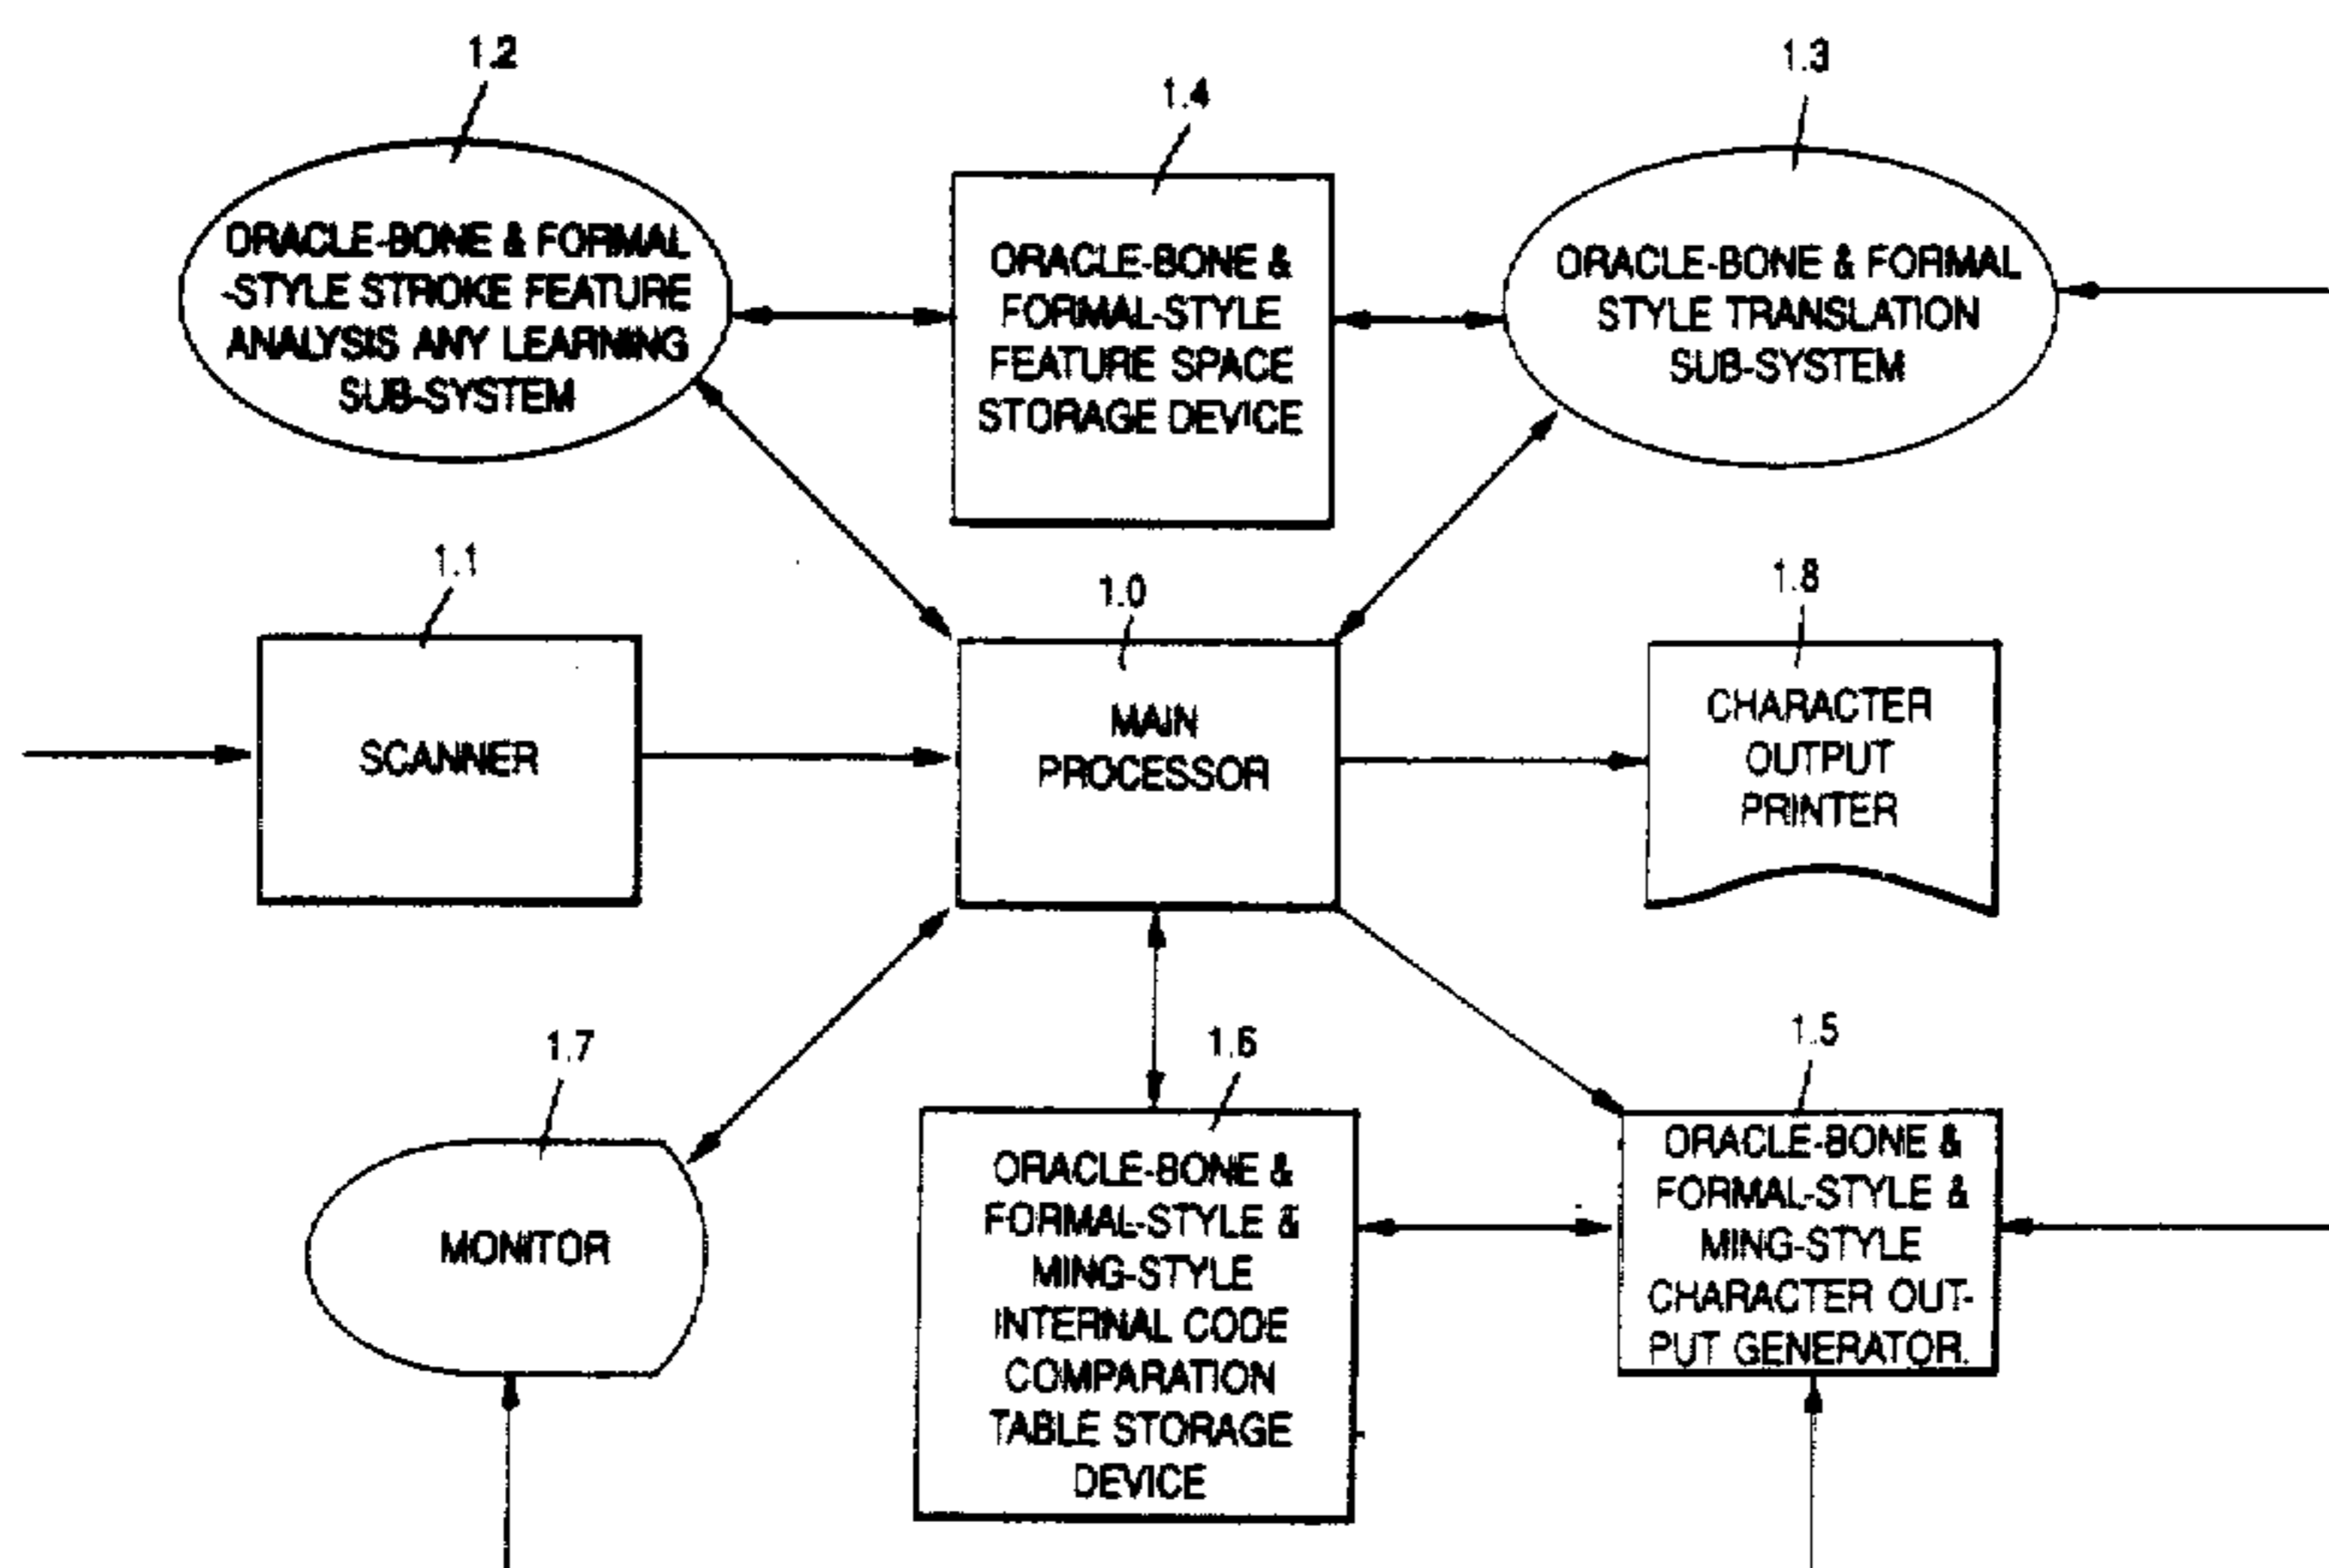 1.2
ORACLE-BONE & FORMAL
-STYLE STROKE FEATURE
ANALYSIS ANY LEARNING
SUB-SYSTEM
1.4
ORACLE-BONE &
FORMAL-STYLE
FEATURE SPACE
STORAGE DEVICE
1.3
ORACLE-BONE & FORMAL
STYLE TRANSLATION
SUB-SYSTEM
1.1
SCANNER
1.0
MAIN
PROCESSOR
1.8
CHARACTER
OUTPUT
PRINTER
1.7
MONITOR
1.6
ORACLE-BONE &
FORMAL-STYLE &
MING-STYLE
INTERNAL CODE
COMPARATION
TABLE STORAGE
DEVICE
1.5
ORACLE-BONE &
FORMAL-STYLE &
MING-STYLE
CHARACTER OUT-
PUT GENERATOR.